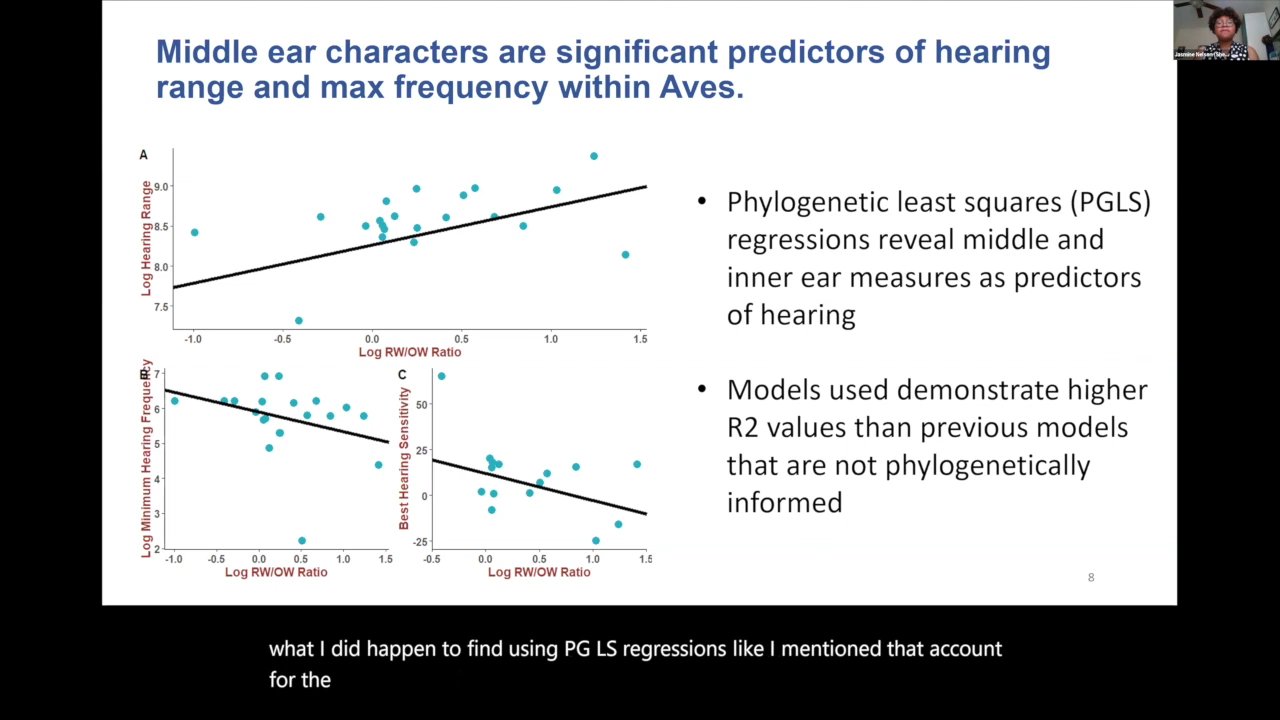 Middle ear characters are significant predictors of hearing
range and max frequency within Aves.
A
Log Hearing Range
9.0
8.5
8.0
7.5
-1.0 -0.5 0.0 0.5 1.0 1.5
Log RW/OW Ratio
B
Log Minimum Hearing Frequency
7
6
5
4
3
2
-1.0 -0.5 0.0 0.5 1.0 1.5
Log RW/OW Ratio
C
Best Hearing Sensitivity
50
25
0
-25
-0.5 0.0 0.5 1.0 1.5
Log RW/OW Ratio
• Phylogenetic least squares (PGLS)
regressions reveal middle and
inner ear measures as predictors
of hearing
• Models used demonstrate higher
R2 values than previous models
that are not phylogenetically
informed
8
Jasmine Nelson
what I did happen to find using PG LS regressions like I mentioned that account
for the